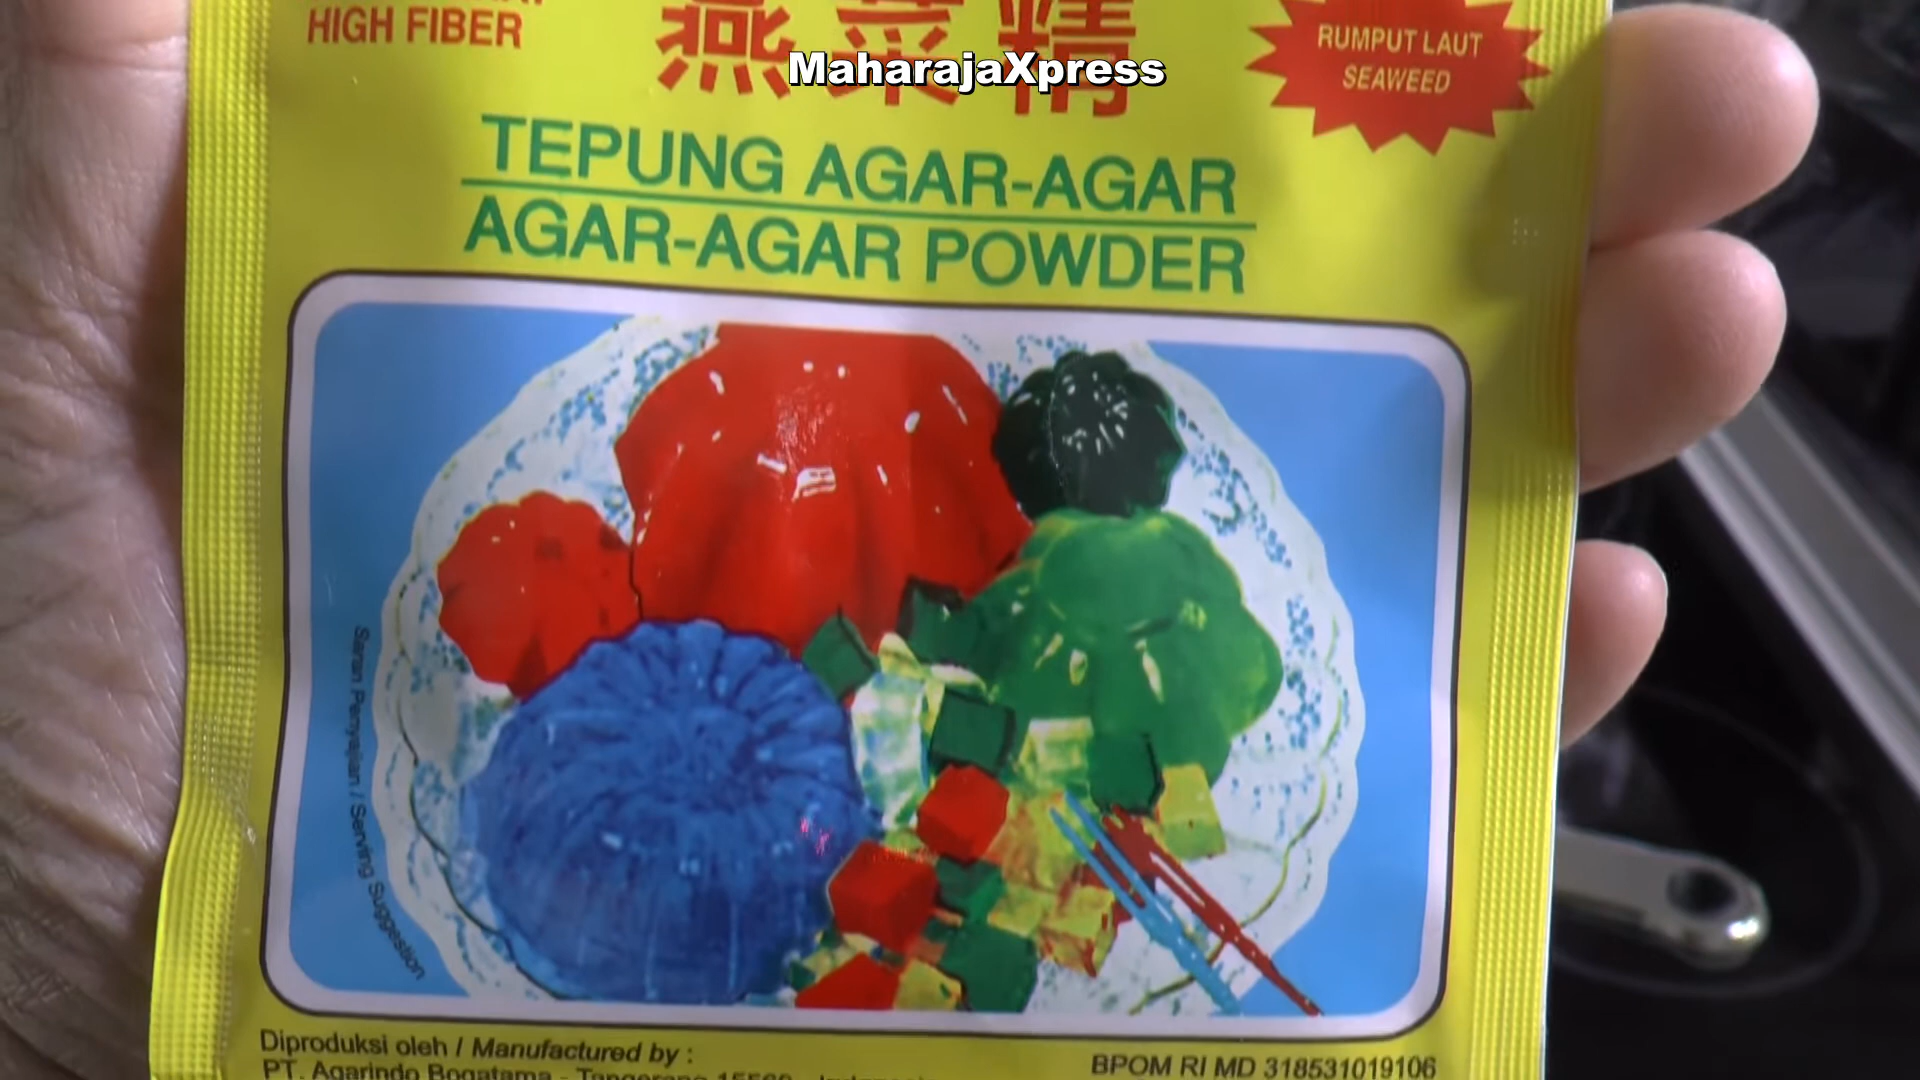 HIGH FIBER
燕菜精
MaharajaXpress
RUMPUT LAUT
SEAWEED
TEPUNG AGAR-AGAR
AGAR-AGAR POWDER
Saran Penyajian / Serving Suggestion
Diproduksi oleh / Manufactured by :
PT. Agarindo Bogatama - Tangerang
BPOM RI MD 318531019106